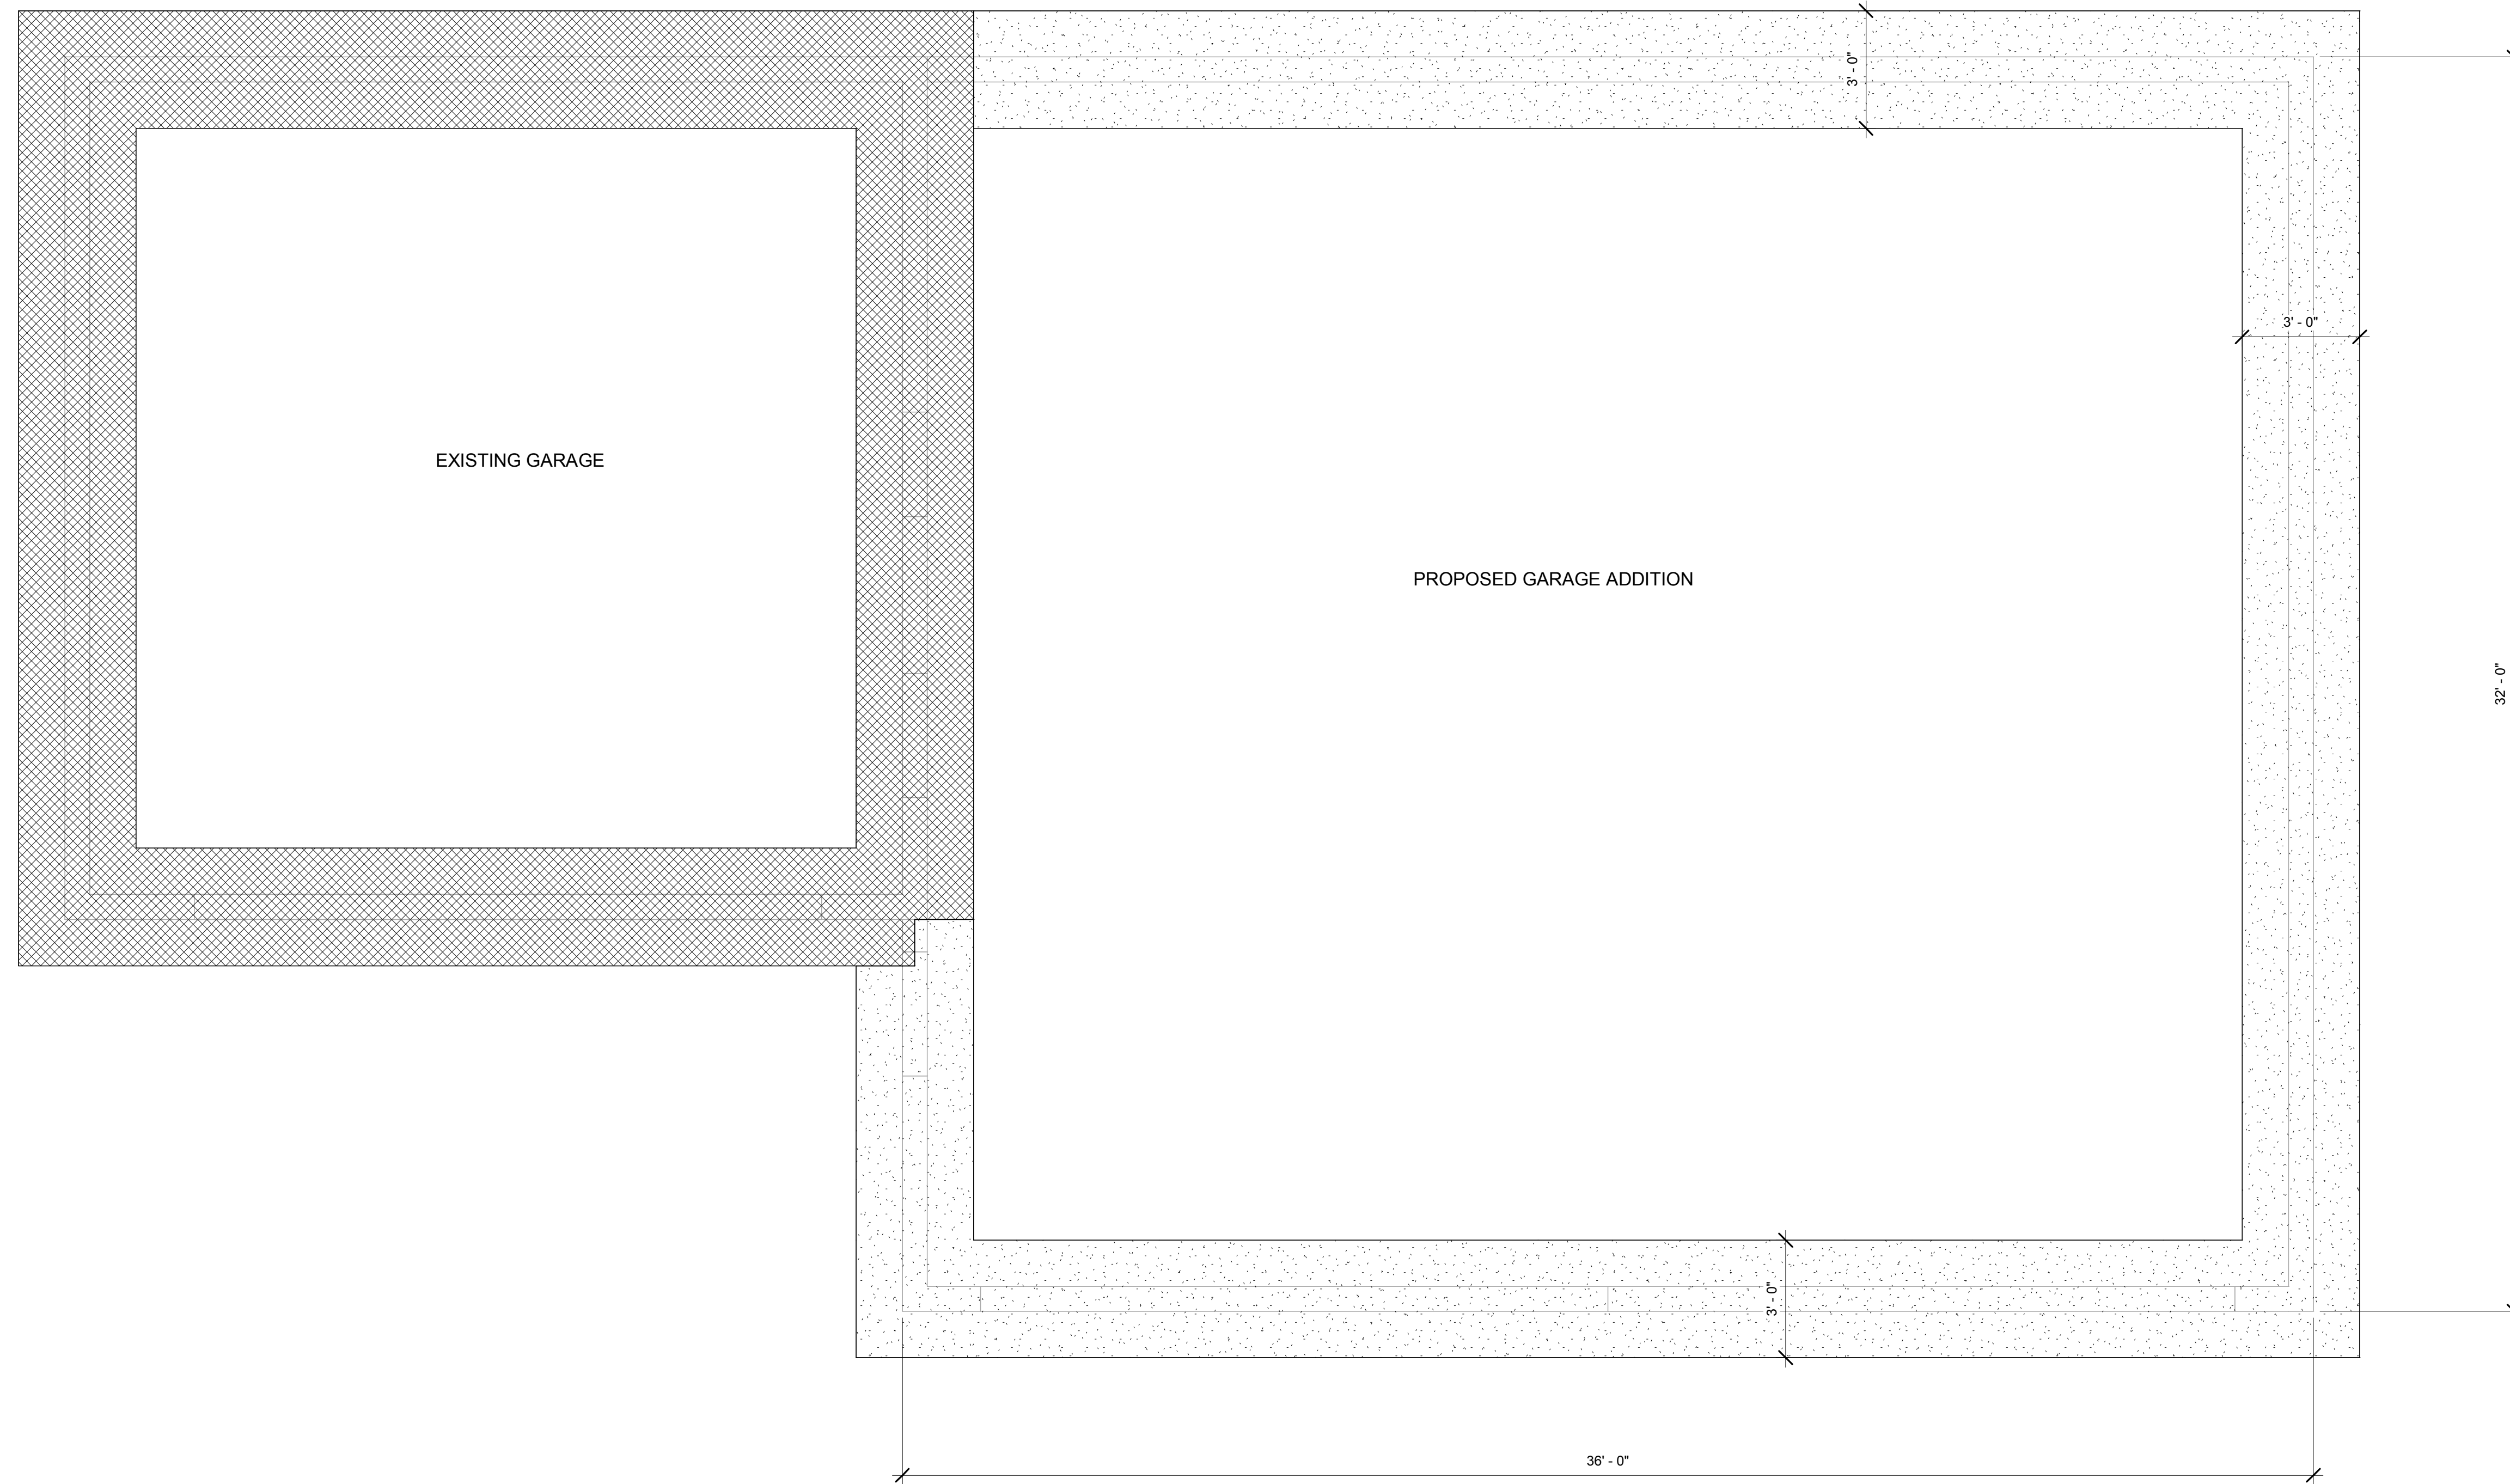 3' - 0"
3' - 0"
EXISTING GARAGE
PROPOSED GARAGE ADDITION
32' - 0"
3' - 0"
36' - 0"